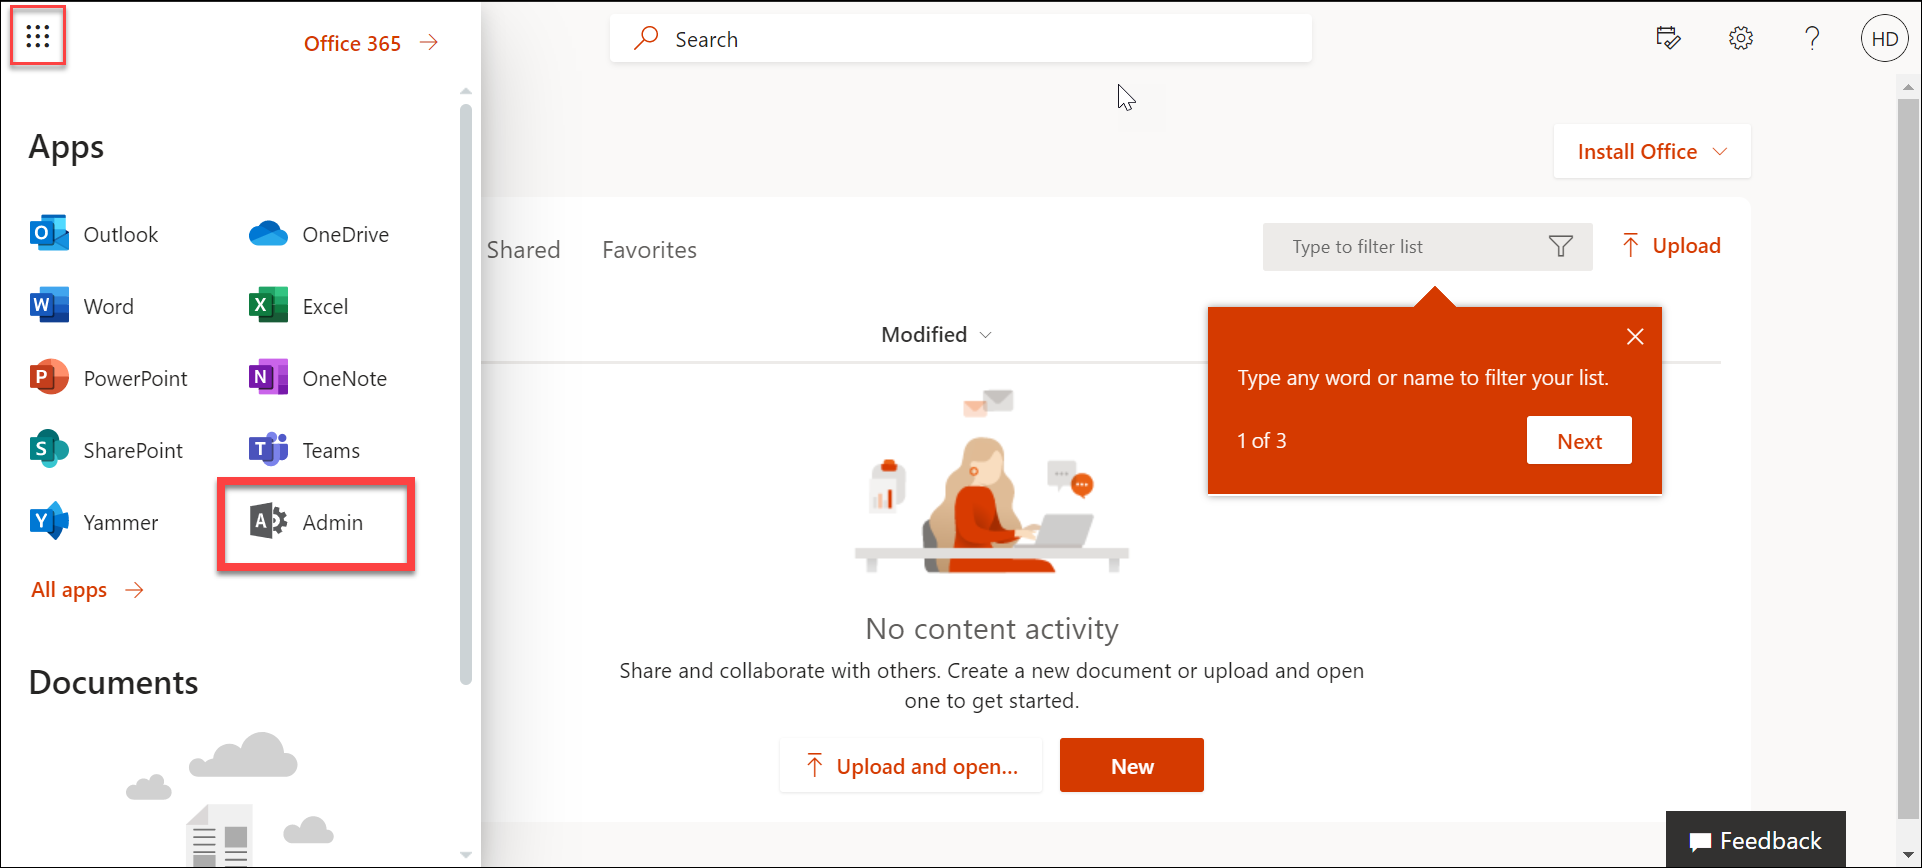 Office 365
Search
HD
Apps
Install Office
Outlook
OneDrive
Word
Excel
PowerPoint
OneNote
SharePoint
Teams
Yammer
Admin
All apps
Documents
Shared
Favorites
Type to filter list
Upload
Modified
Type any word or name to filter your list.
1 of 3
Next
No content activity
Share and collaborate with others. Create a new document or upload and open
one to get started.
Upload and open...
New
Feedback